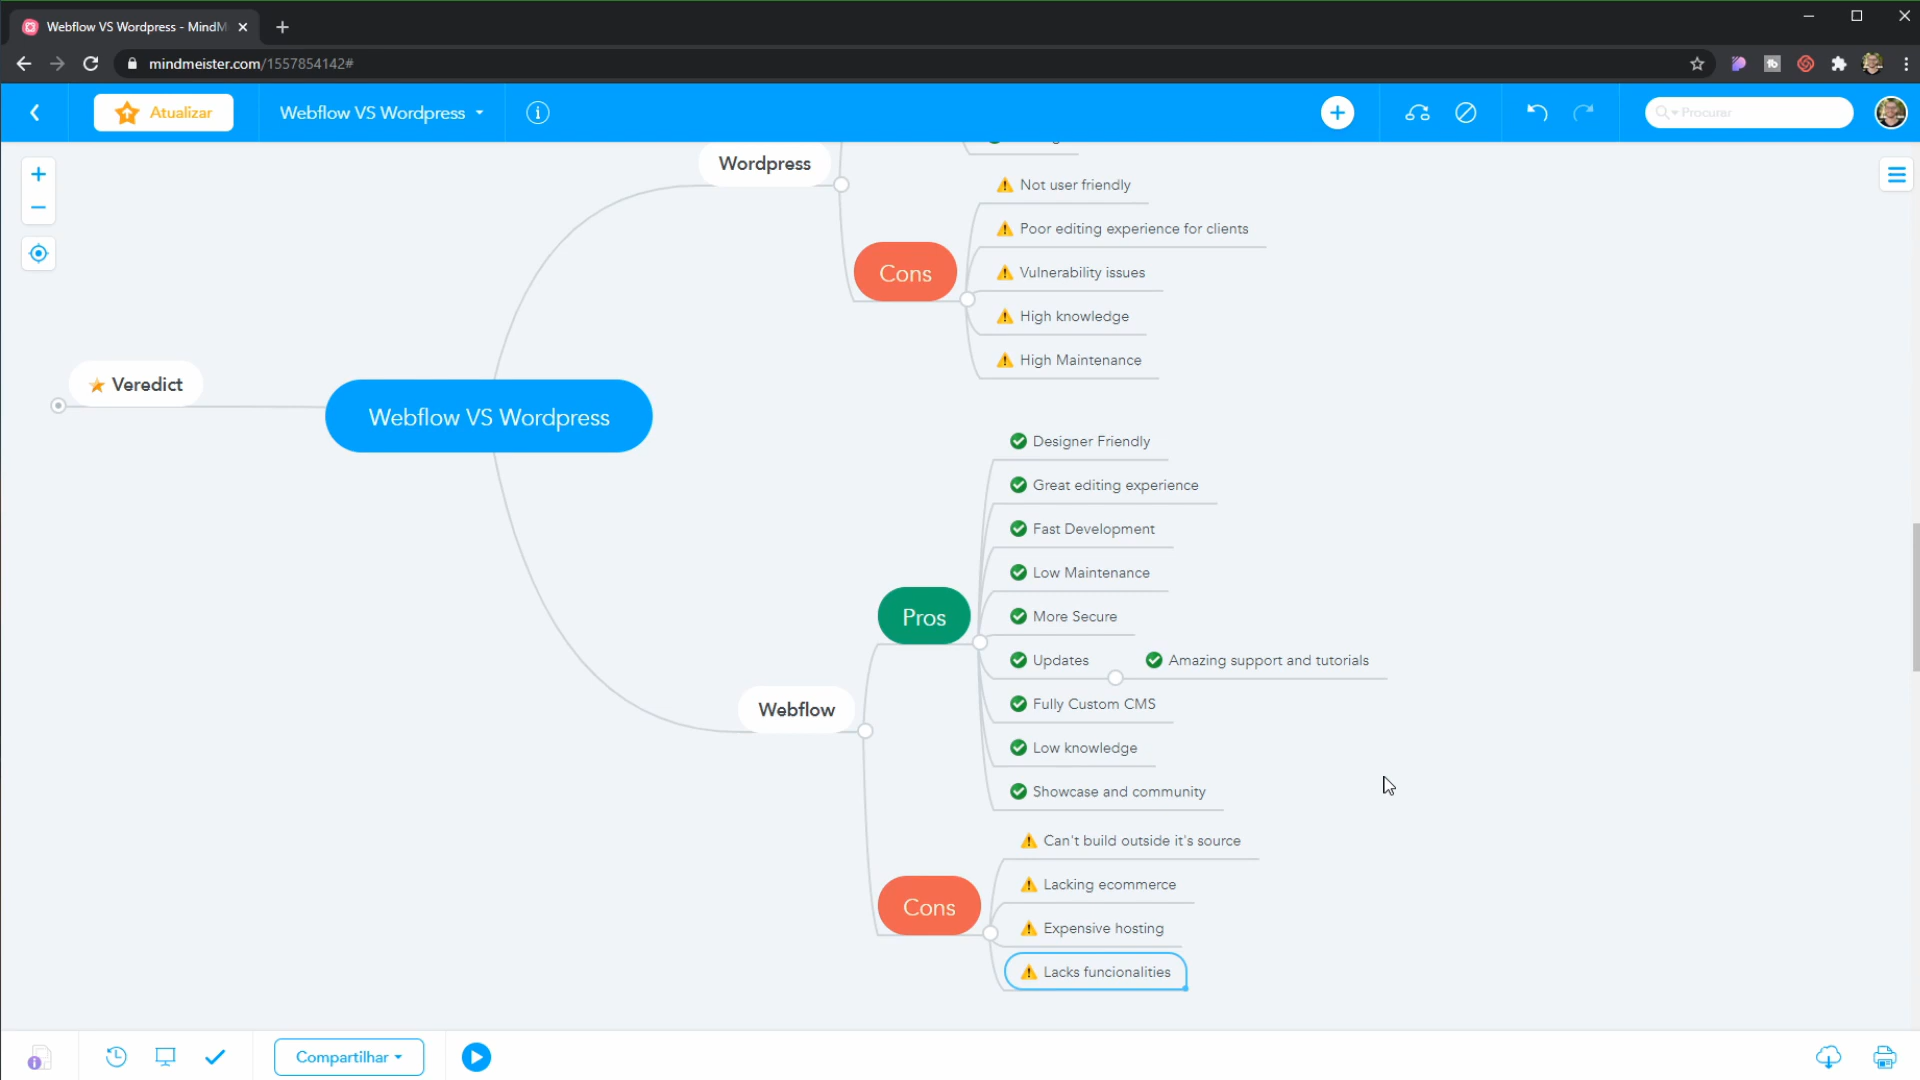 Webflow VS Wordpress - MindM
mindmeister.com/1557854142#
Atualizar
Webflow VS Wordpress
Procurar
Wordpress
Not user friendly
Poor editing experience for clients
Cons
Vulnerability issues
High knowledge
High Maintenance
Veredict
Webflow VS Wordpress
Designer Friendly
Great editing experience
Fast Development
Low Maintenance
Pros
More Secure
Updates
Amazing support and tutorials
Fully Custom CMS
Webflow
Low knowledge
Showcase and community
Can't build outside it's source
Lacking ecommerce
Cons
Expensive hosting
Lacks funcionalities
Compartilhar